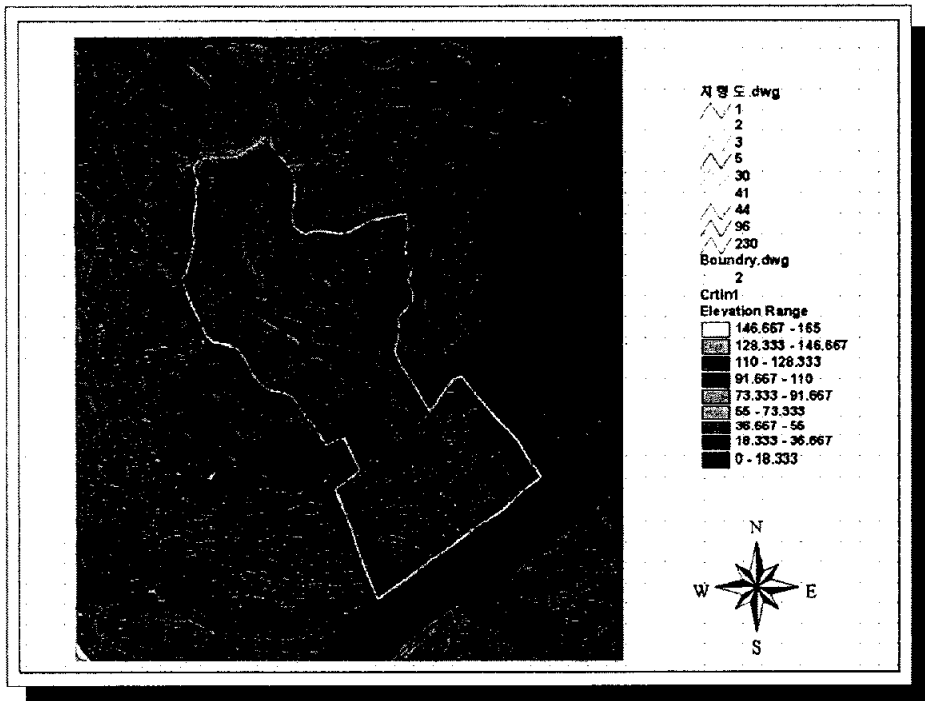 지형도.dwg
1
2
3
5
30
41
44
96
230
Boundry.dwg
2
Crtin1
Elevation Range
146.667 - 165
128.333 - 146.667
110 - 128.333
91.667 - 110
73.333 - 91.667
55 - 73.333
36.667 - 55
18.333 - 36.667
0 - 18.333
N
W E
S